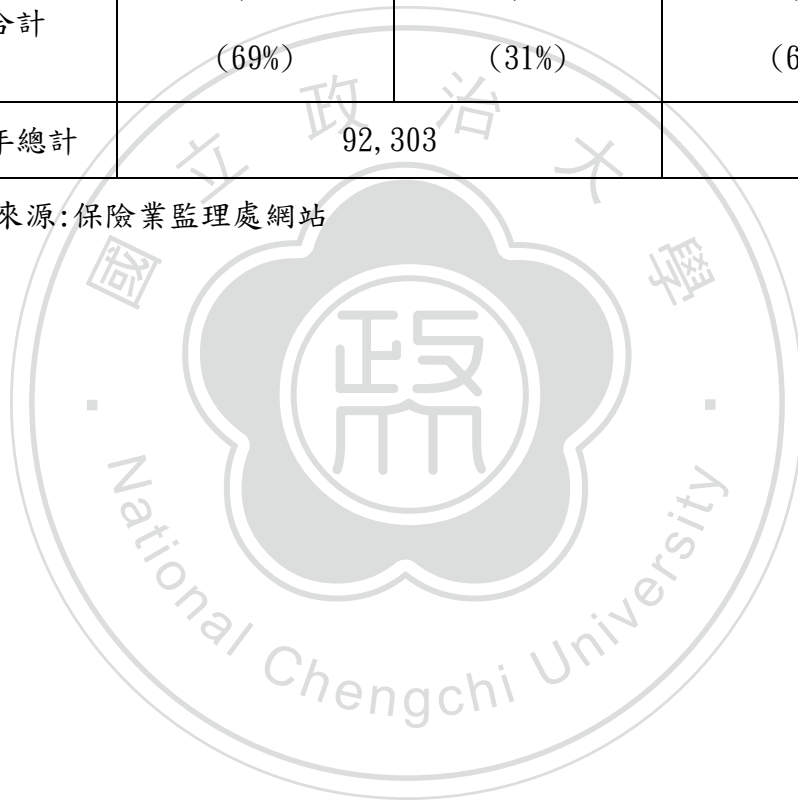 合計
(69%) (31%) (6
年總計 92,303
來源:保險業監理處網站
國立政治大學
政
National Chengchi University